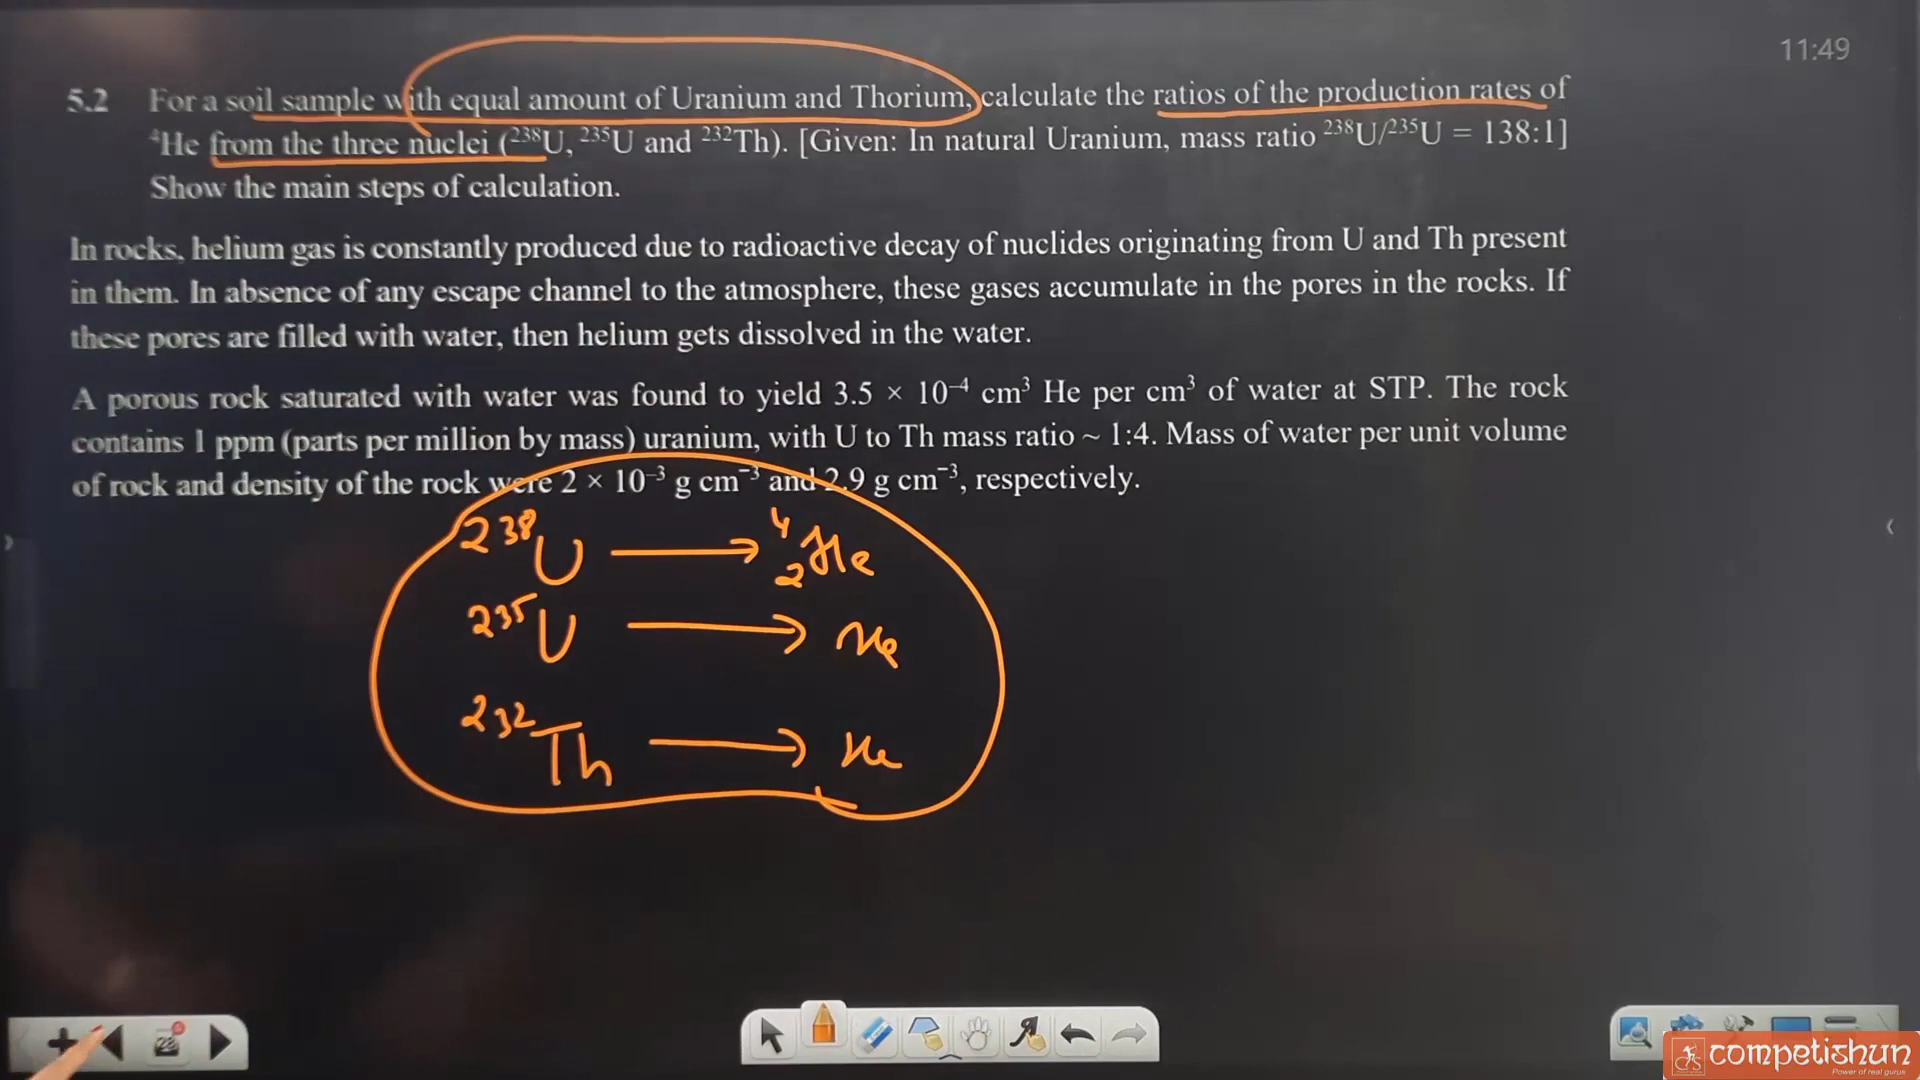 11:49
5.2 For a soil sample with equal amount of Uranium and Thorium, calculate the ratios of the production rates of
⁴He from the three nuclei (²³⁸U, ²³⁵U and ²³²Th). [Given: In natural Uranium, mass ratio ²³⁸U/²³⁵U = 138:1]
Show the main steps of calculation.
In rocks, helium gas is constantly produced due to radioactive decay of nuclides originating from U and Th present
in them. In absence of any escape channel to the atmosphere, these gases accumulate in the pores in the rocks. If
these pores are filled with water, then helium gets dissolved in the water.
A porous rock saturated with water was found to yield 3.5 × 10⁻⁴ cm³ He per cm³ of water at STP. The rock
contains 1 ppm (parts per million by mass) uranium, with U to Th mass ratio ~ 1:4. Mass of water per unit volume
of rock and density of the rock were 2 × 10⁻³ g cm⁻³ and 2.9 g cm⁻³, respectively.
²³⁸U → ⁴₂He
²³⁵U → He
²³²Th → He
competishun
Power of real gurus